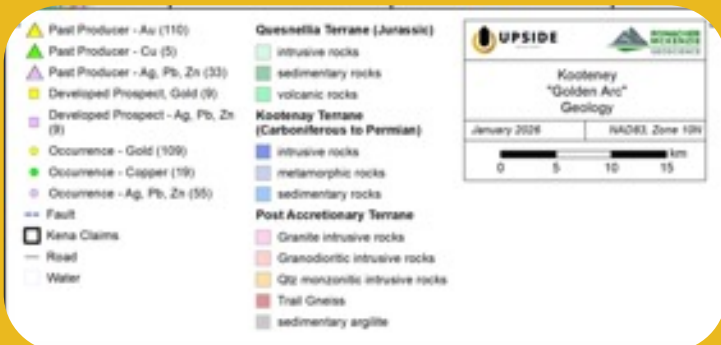 Past Producer - Au (110)
Past Producer - Cu (5)
Past Producer - Ag, Pb, Zn (33)
Developed Prospect, Gold (9)
Developed Prospect - Ag, Pb, Zn
(9)
Occurrence - Gold (109)
Occurrence - Copper (19)
Occurrence - Ag, Pb, Zn (55)
Fault
Kena Claims
Road
Water
Quesnellia Terrane (Jurassic)
intrusive rocks
sedimentary rocks
volcanic rocks
Kootenay Terrane
(Carboniferous to Permian)
intrusive rocks
metamorphic rocks
sedimentary rocks
Post Accretionary Terrane
Granite intrusive rocks
Granodioritic intrusive rocks
Qtz monzonitic intrusive rocks
Trail Gneiss
sedimentary argillite
UPSIDE
MCKENZIE
GEOSCIENCE
Kooteney
"Golden Arc"
Geology
January 2026 NAD83, Zone 10N
km
0 5 10 15